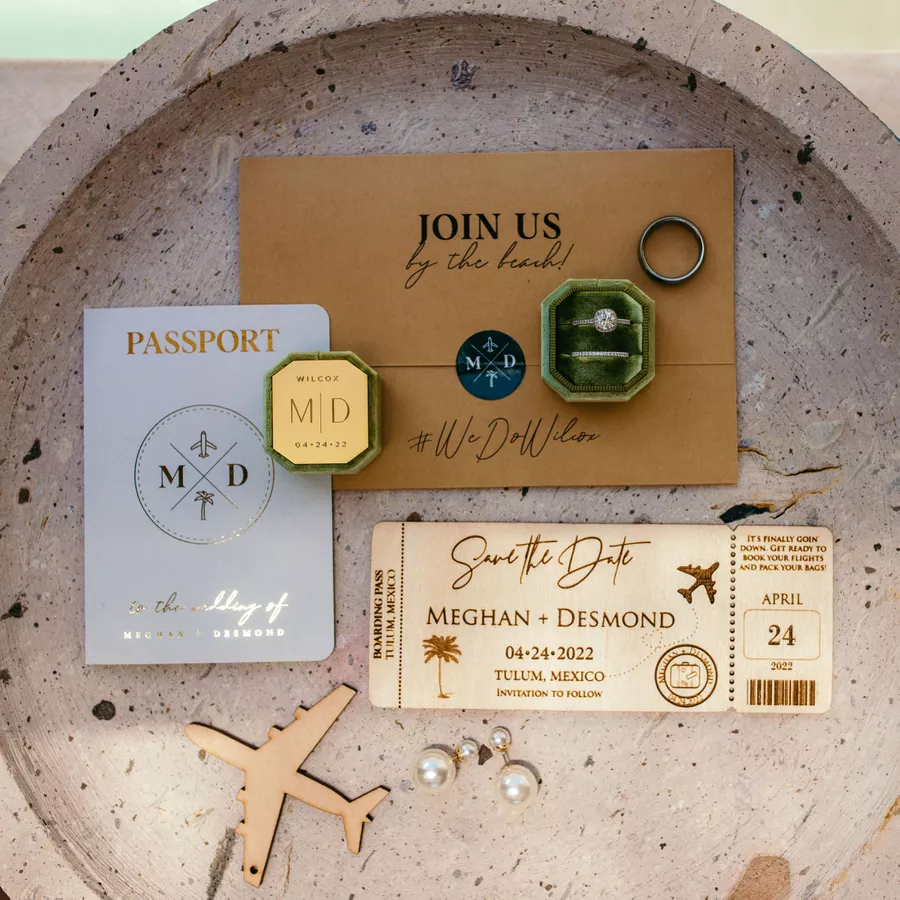 JOIN US
by the beach!
M D
#WeDoWilcox
PASSPORT
M D
to the wedding of
MEGHAN + DESMOND
WILCOX
M|D
04•24•22
BOARDING PASS
TULUM, MEXICO
Save the Date
MEGHAN + DESMOND
04•24•2022
TULUM, MEXICO
INVITATION TO FOLLOW
MEGHAN + DESMOND
IT'S FINALLY GOIN'
DOWN. GET READY TO
BOOK YOUR FLIGHTS
AND PACK YOUR BAGS!
APRIL
24
2022